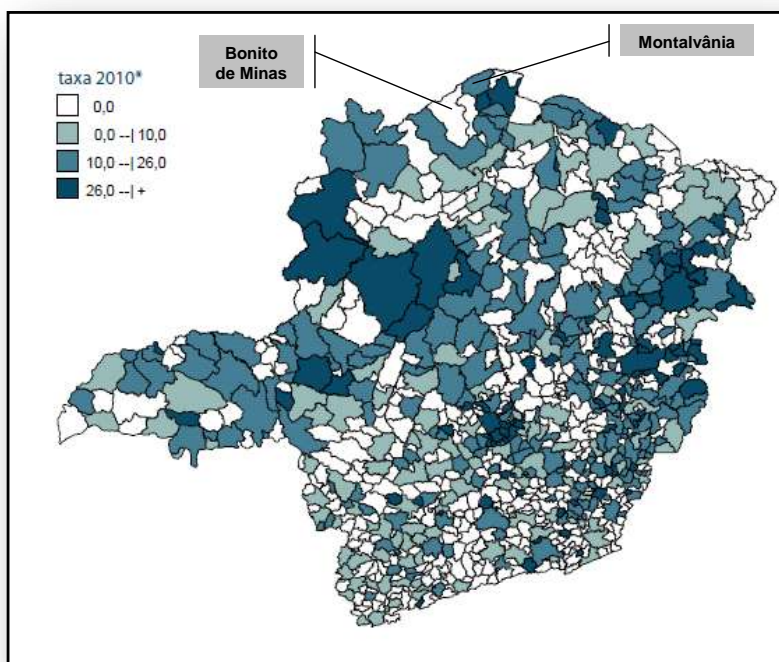 Bonito
de Minas
Montalvânia
taxa 2010*
0,0
0,0 --| 10,0
10,0 --| 26,0
26,0 --| +